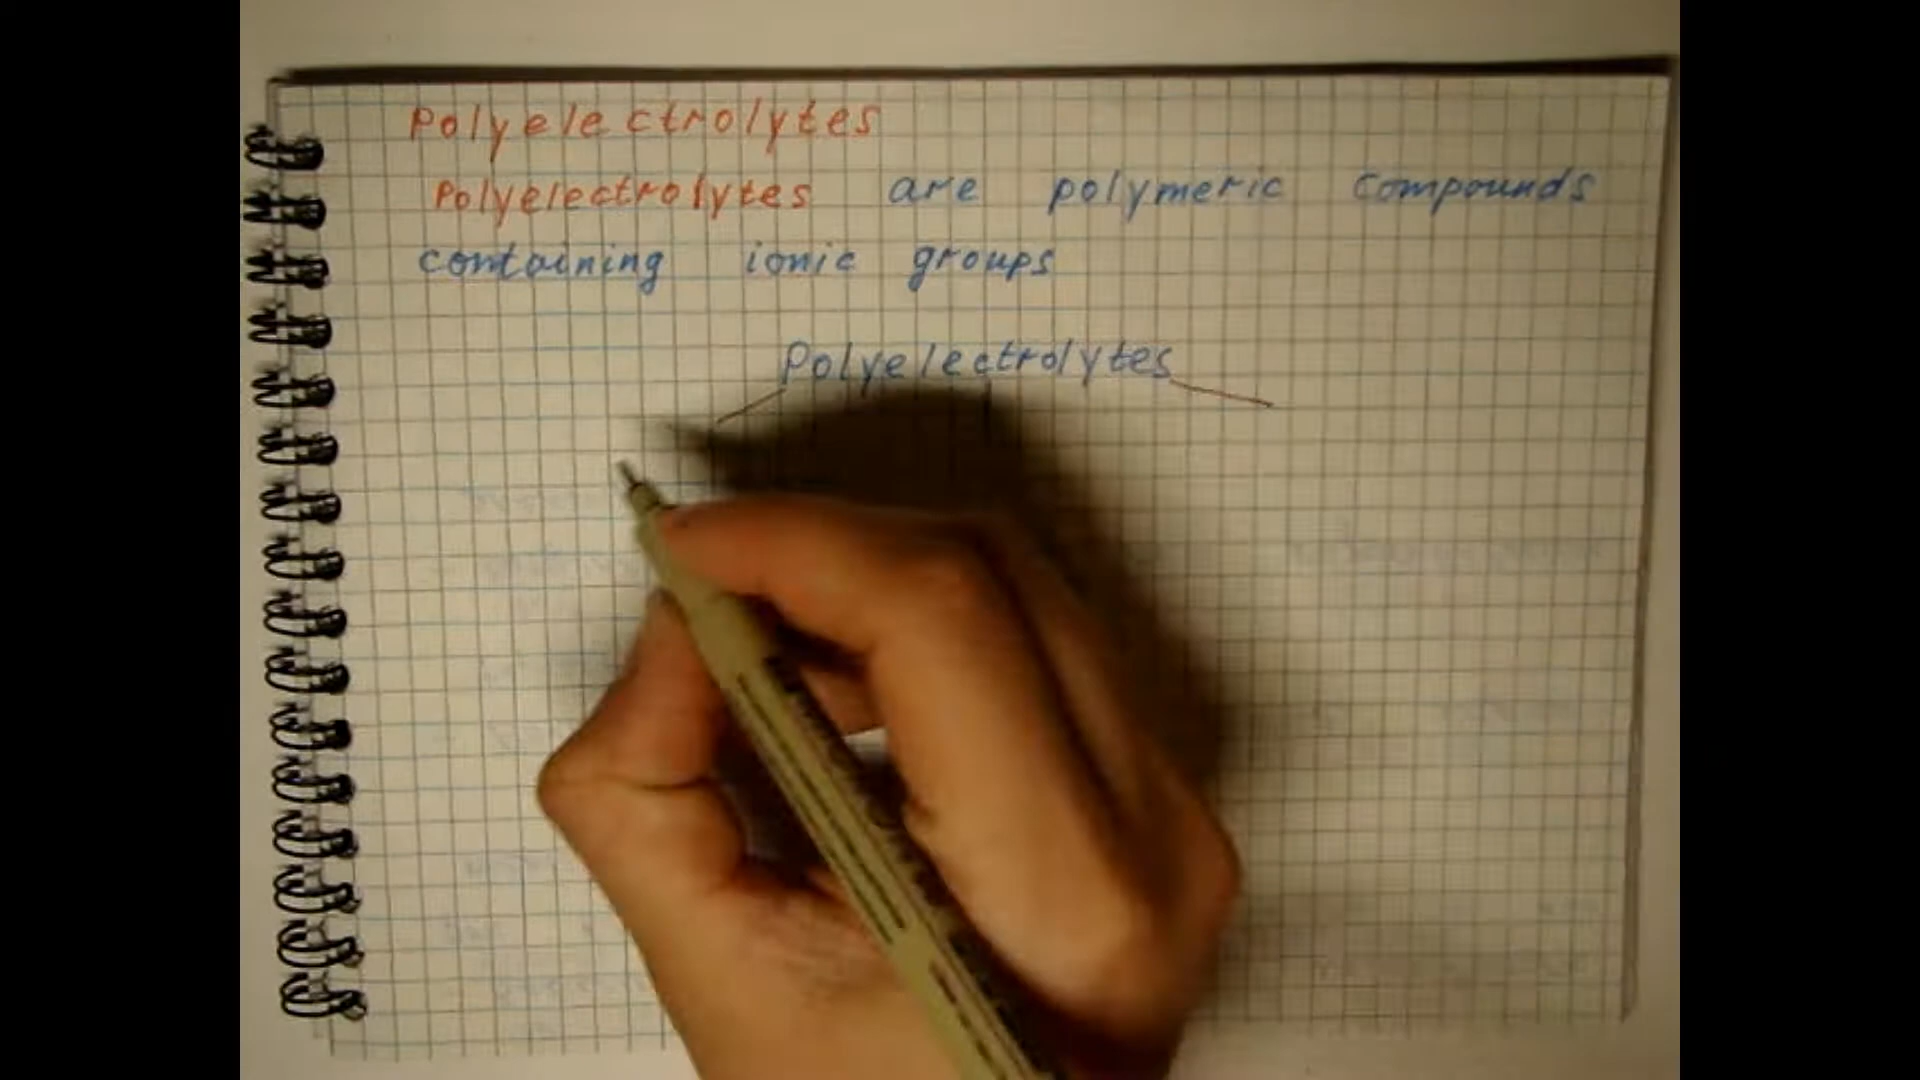 Polyelectrolytes
Polyelectrolytes are polymeric compounds
containing ionic groups
Polyelectrolytes